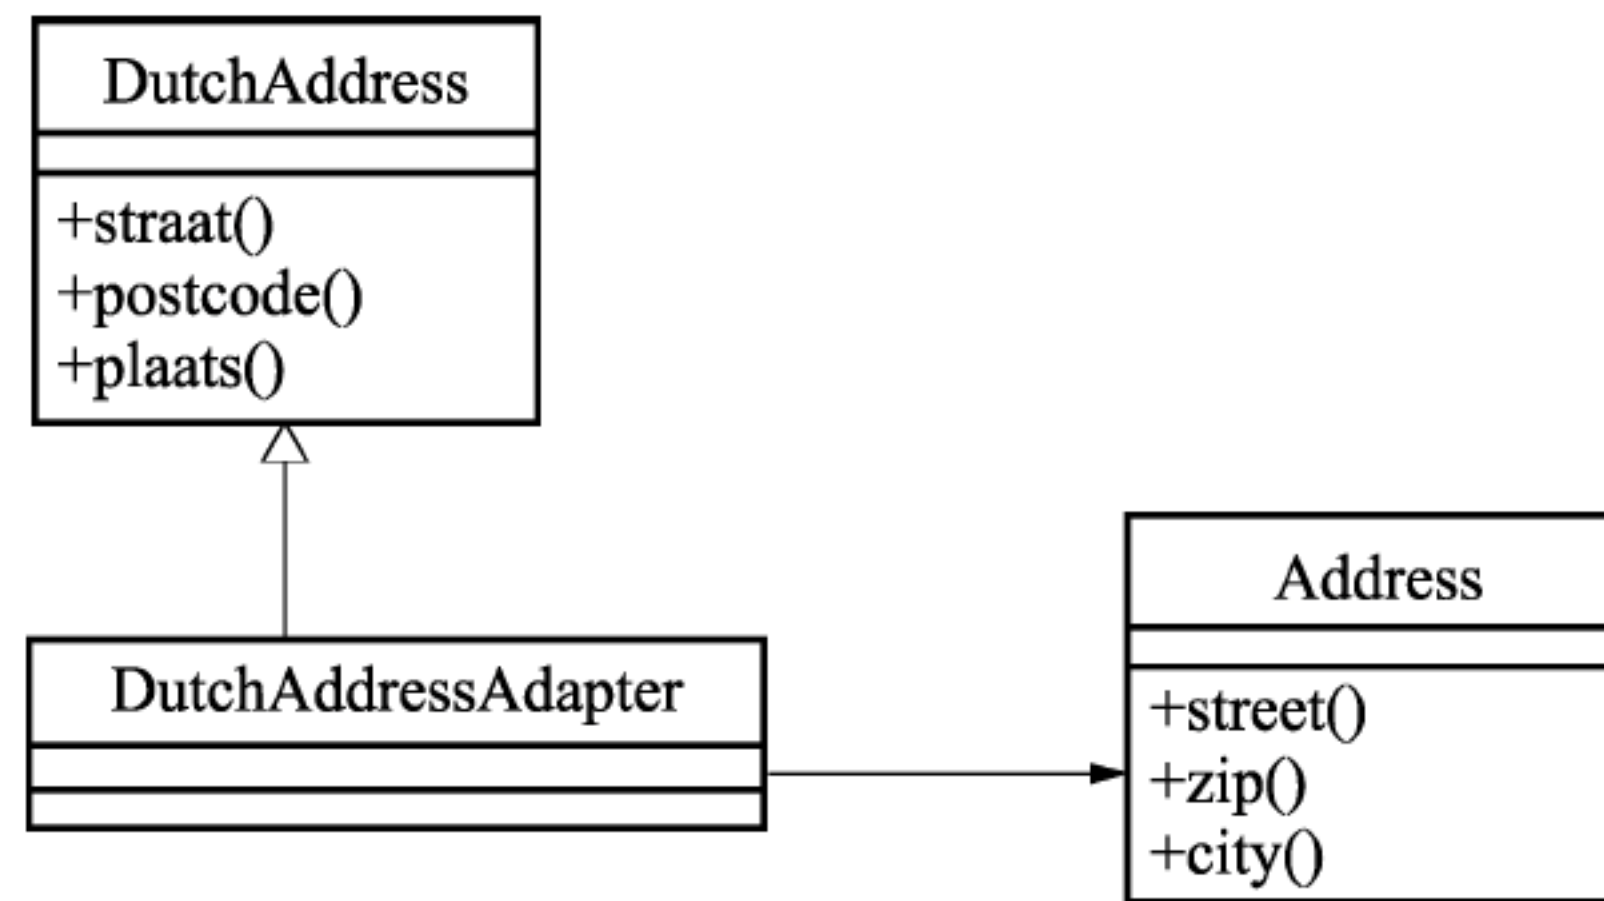 DutchAddress
+straat()
+postcode()
+plaats()
DutchAddressAdapter
Address
+street()
+zip()
+city()